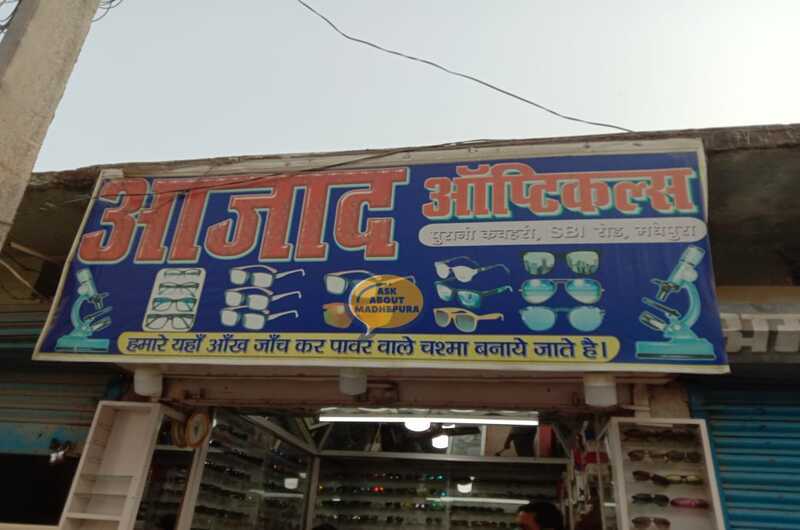 आजाद ऑप्टिकल्स
पुरानी कचहरी, SBI रोड, मधेपुरा
ASK
ABOUT
MADHEPURA
हमारे यहाँ आँख जाँच कर पावर वाले चश्मा बनाये जाते है।